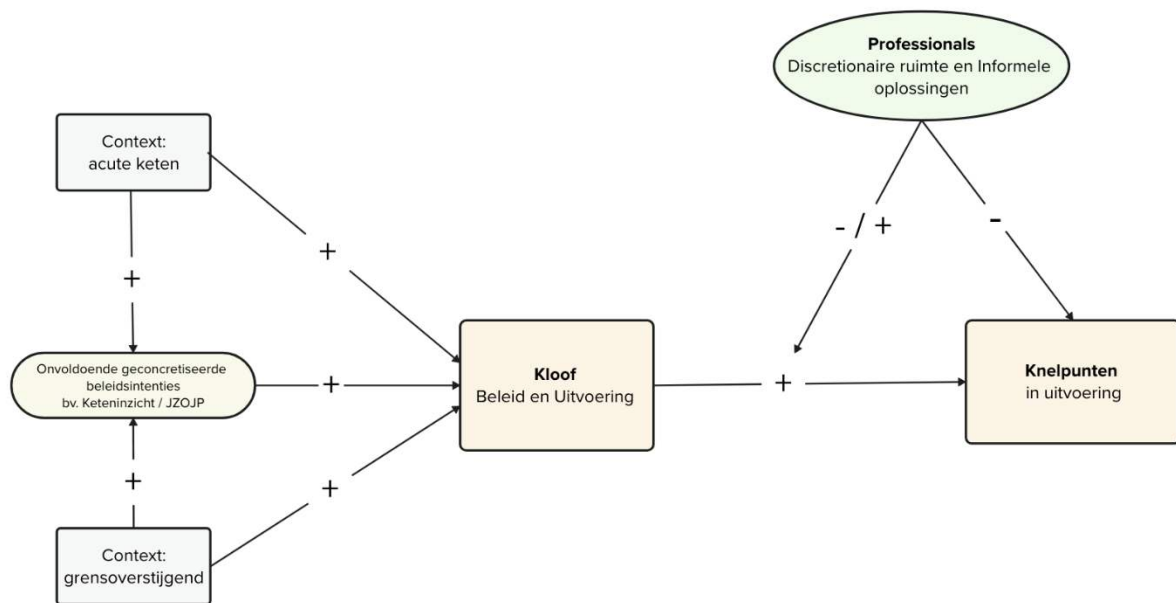 Professionals
Discretionaire ruimte en Informele
oplossingen
Context:
acute keten
- / +
-
+
+
Onvoldoende geconcretiseerde
beleidsintenties
bv. Keteninzicht / JZOJP
+
Kloof
Beleid en Uitvoering
+
Knelpunten
in uitvoering
+
+
Context:
grensoverstijgend